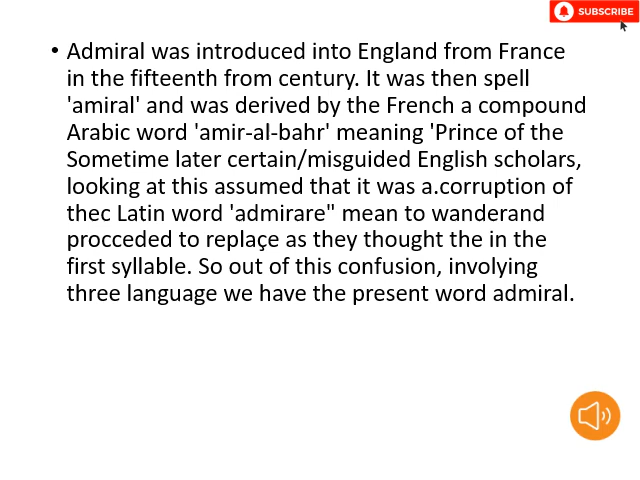 SUBSCRIBE
• Admiral was introduced into England from France
in the fifteenth from century. It was then spell
'amiral' and was derived by the French a compound
Arabic word 'amir-al-bahr' meaning 'Prince of the
Sometime later certain/misguided English scholars,
looking at this assumed that it was a.corruption of
thec Latin word 'admirare" mean to wanderand
procceded to replaçe as they thought the in the
first syllable. So out of this confusion, involying
three language we have the present word admiral.